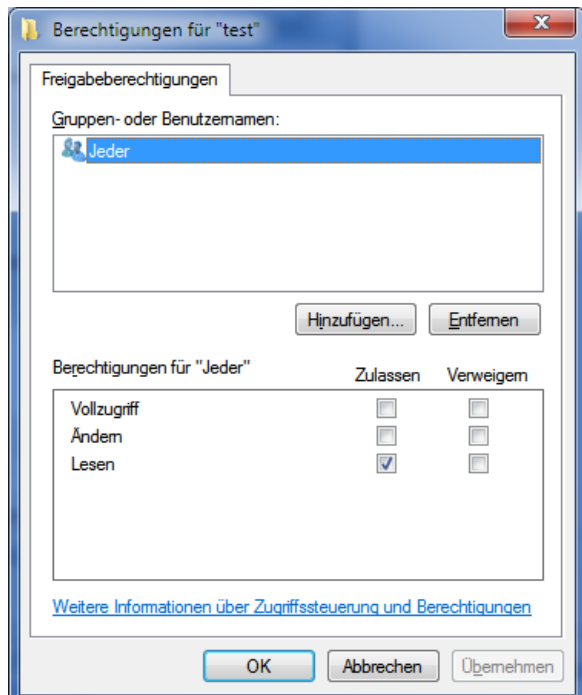 Berechtigungen für "test"
Freigabeberechtigungen
Gruppen- oder Benutzernamen:
Jeder
Hinzufügen... Entfernen
Berechtigungen für "Jeder" Zulassen Verweigern
Vollzugriff
Ändern
Lesen
Weitere Informationen über Zugriffssteuerung und Berechtigungen
OK Abbrechen Übernehmen